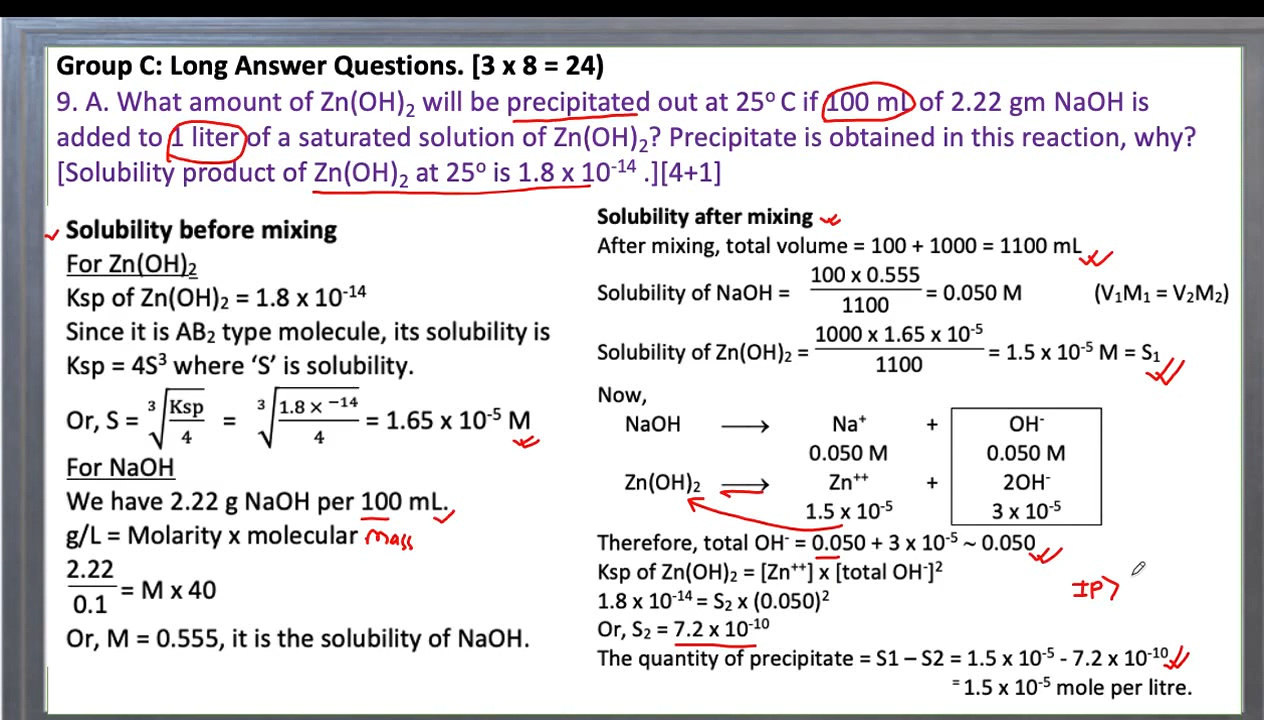 Group C: Long Answer Questions. [3 x 8 = 24)
9. A. What amount of Zn(OH)₂ will be precipitated out at 25° C if 100 mL of 2.22 gm NaOH is
added to 1 liter of a saturated solution of Zn(OH)₂? Precipitate is obtained in this reaction, why?
[Solubility product of Zn(OH)₂ at 25° is 1.8 x 10⁻¹⁴ .][4+1]
Solubility before mixing
For Zn(OH)₂
Ksp of Zn(OH)₂ = 1.8 x 10⁻¹⁴
Since it is AB₂ type molecule, its solubility is
Ksp = 4S³ where ‘S’ is solubility.
Or, S = ∛(Ksp/4) = ∛(1.8 × ⁻¹⁴/4) = 1.65 x 10⁻⁵ M
For NaOH
We have 2.22 g NaOH per 100 mL.
g/L = Molarity x molecular mass
2.22/0.1 = M x 40
Or, M = 0.555, it is the solubility of NaOH.
Solubility after mixing
After mixing, total volume = 100 + 1000 = 1100 mL
Solubility of NaOH = (100 x 0.555)/1100 = 0.050 M (V₁M₁ = V₂M₂)
Solubility of Zn(OH)₂ = (1000 x 1.65 x 10⁻⁵)/1100 = 1.5 x 10⁻⁵ M = S₁
Now,
NaOH ⟶ Na⁺ + OH⁻
0.050 M 0.050 M
Zn(OH)₂ ⟶ Zn⁺⁺ + 2OH⁻
1.5 x 10⁻⁵ 3 x 10⁻⁵
Therefore, total OH⁻ = 0.050 + 3 x 10⁻⁵ ~ 0.050
Ksp of Zn(OH)₂ = [Zn⁺⁺] x [total OH⁻]²
1.8 x 10⁻¹⁴ = S₂ x (0.050)²
IP>
Or, S₂ = 7.2 x 10⁻¹⁰
The quantity of precipitate = S1 – S2 = 1.5 x 10⁻⁵ - 7.2 x 10⁻¹⁰
= 1.5 x 10⁻⁵ mole per litre.